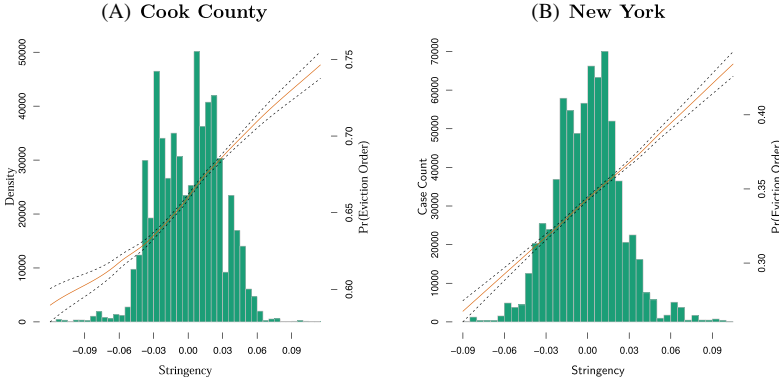 (A) Cook County
Density
0
10000
20000
30000
40000
50000
0.60
0.65
0.70
0.75
Pr(Eviction Order)
−0.09 −0.06 −0.03 0.00 0.03 0.06 0.09
Stringency
(B) New York
Case Count
0
10000
20000
30000
40000
50000
60000
70000
0.30
0.35
0.40
Pr(Eviction Order)
−0.09 −0.06 −0.03 0.00 0.03 0.06 0.09
Stringency